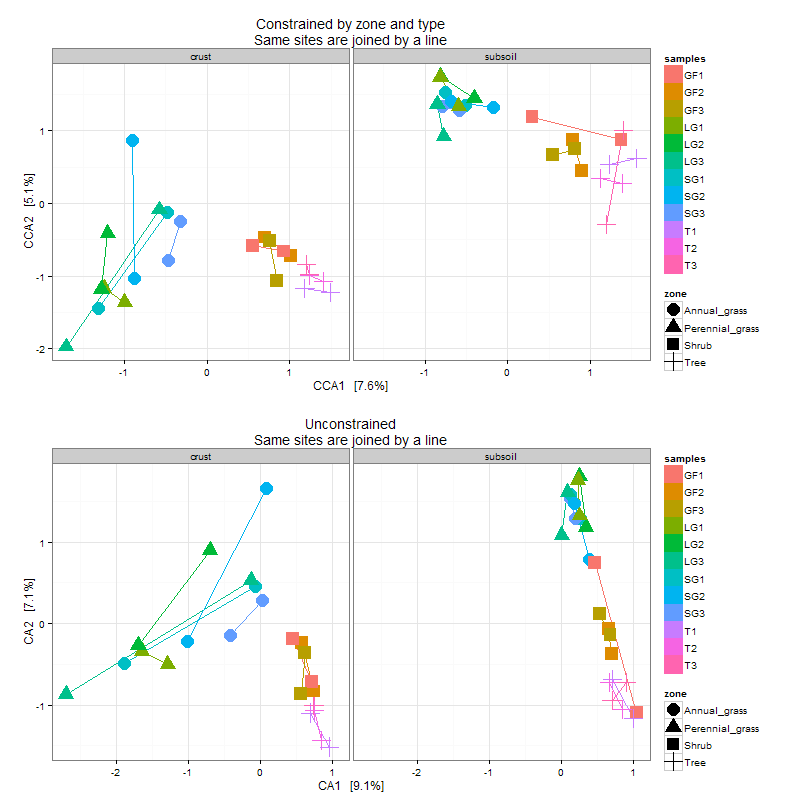 Constrained by zone and type
Same sites are joined by a line
crust
subsoil
samples
GF1
GF2
GF3
LG1
LG2
LG3
SG1
SG2
SG3
T1
T2
T3
zone
Annual_grass
Perennial_grass
Shrub
Tree
CCA2 [5.1%]
1
0
-1
-2
-1 0 1 -1 0 1
CCA1 [7.6%]
Unconstrained
Same sites are joined by a line
crust
subsoil
samples
GF1
GF2
GF3
LG1
LG2
LG3
SG1
SG2
SG3
T1
T2
T3
zone
Annual_grass
Perennial_grass
Shrub
Tree
CA2 [7.1%]
1
0
-1
-2 -1 0 1 -2 -1 0 1
CA1 [9.1%]